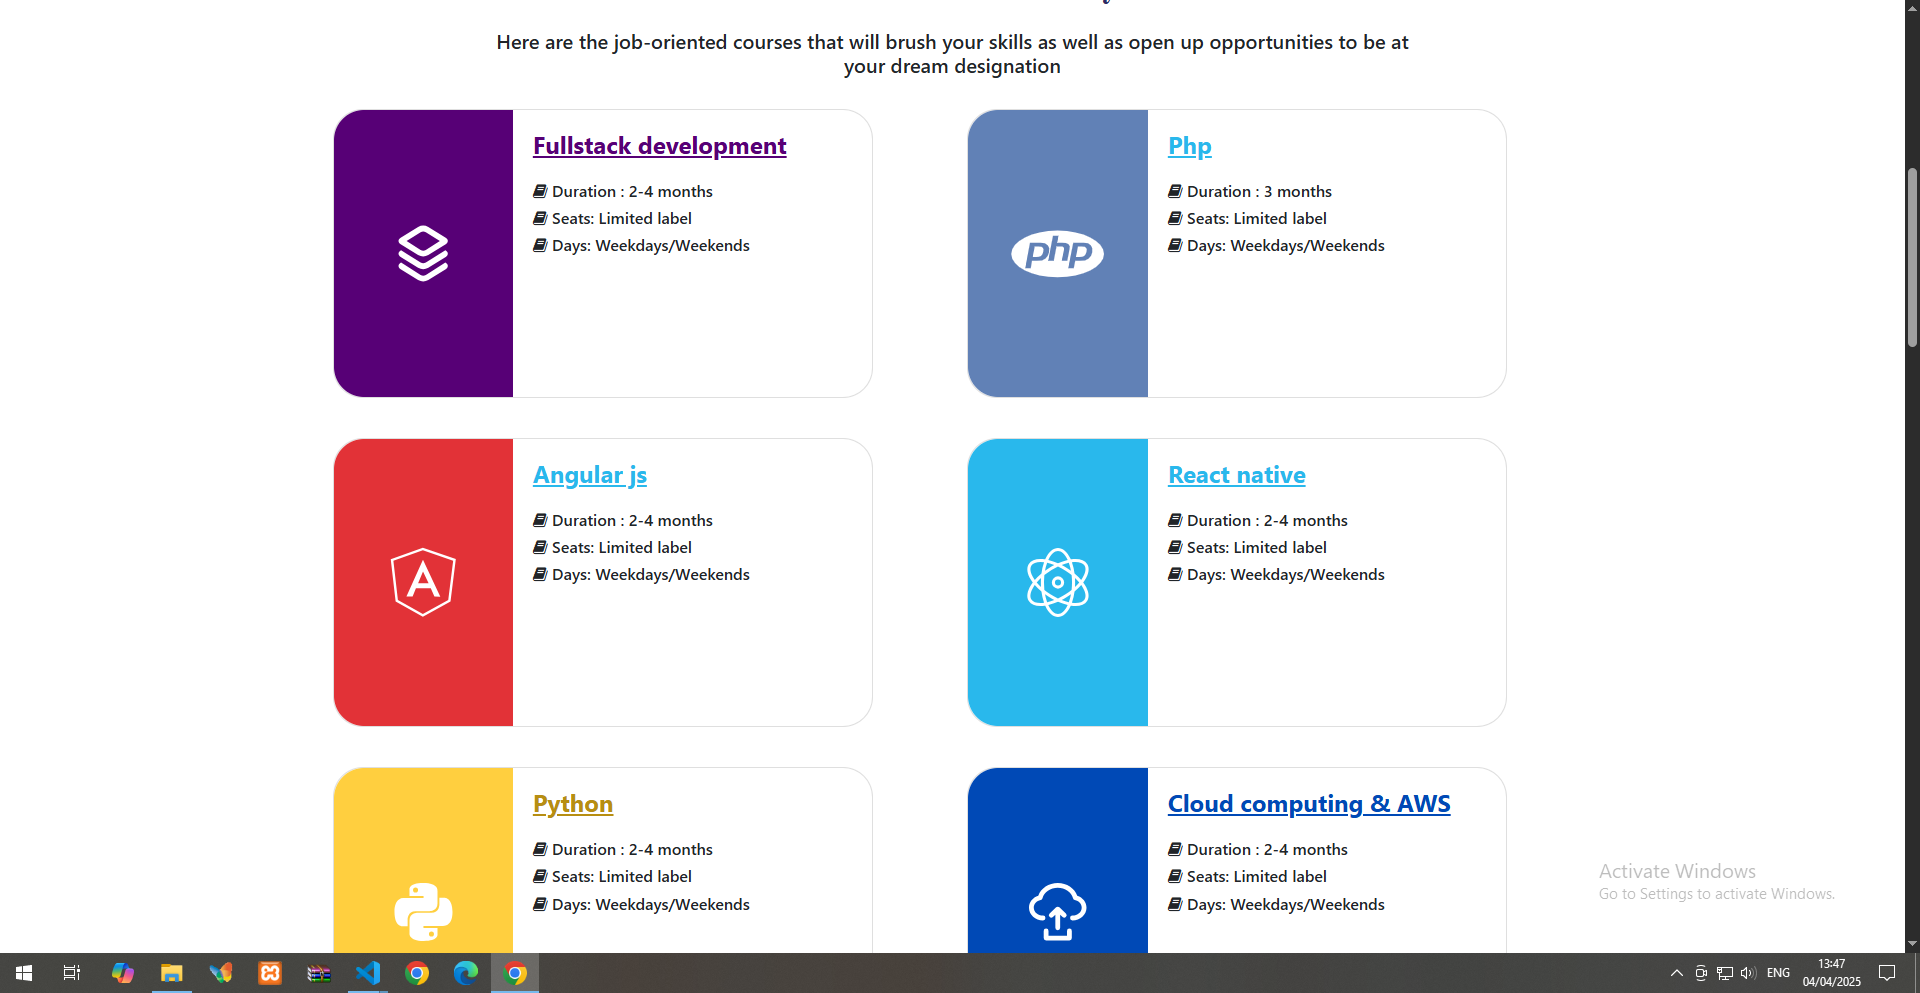 Here are the job-oriented courses that will brush your skills as well as open up opportunities to be at
your dream designation
Fullstack development
Duration : 2-4 months
Seats: Limited label
Days: Weekdays/Weekends
php
Php
Duration : 3 months
Seats: Limited label
Days: Weekdays/Weekends
A
Angular js
Duration : 2-4 months
Seats: Limited label
Days: Weekdays/Weekends
React native
Duration : 2-4 months
Seats: Limited label
Days: Weekdays/Weekends
Python
Duration : 2-4 months
Seats: Limited label
Days: Weekdays/Weekends
Cloud computing & AWS
Duration : 2-4 months
Seats: Limited label
Days: Weekdays/Weekends
Activate Windows
Go to Settings to activate Windows.
ENG
13:47
04/04/2025